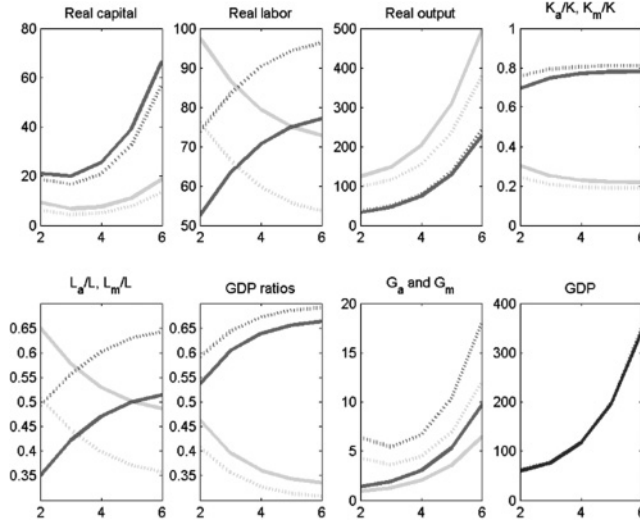 Real capital
80
60
40
20
0
2 4 6
Real labor
100
90
80
70
60
50
2 4 6
Real output
500
400
300
200
100
0
2 4 6
K_a/K, K_m/K
1
0.8
0.6
0.4
0.2
0
2 4 6
L_a/L, L_m/L
0.65
0.6
0.55
0.5
0.45
0.4
0.35
2 4 6
GDP ratios
0.65
0.6
0.55
0.5
0.45
0.4
0.35
2 4 6
G_a and G_m
20
15
10
5
0
2 4 6
GDP
400
300
200
100
0
2 4 6